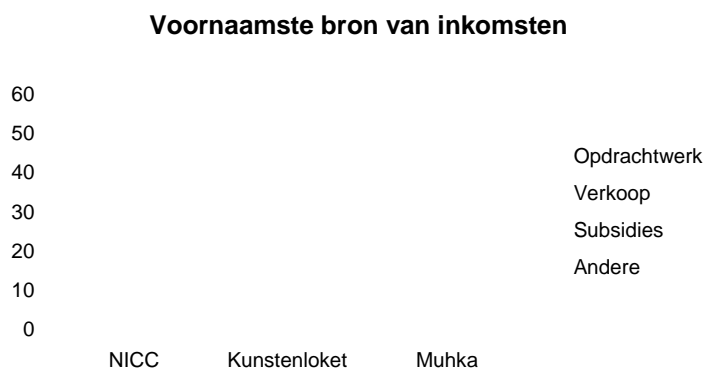 Voornaamste bron van inkomsten
60
50
40
30
20
10
0
Opdrachtwerk
Verkoop
Subsidies
Andere
NICC Kunstenloket Muhka